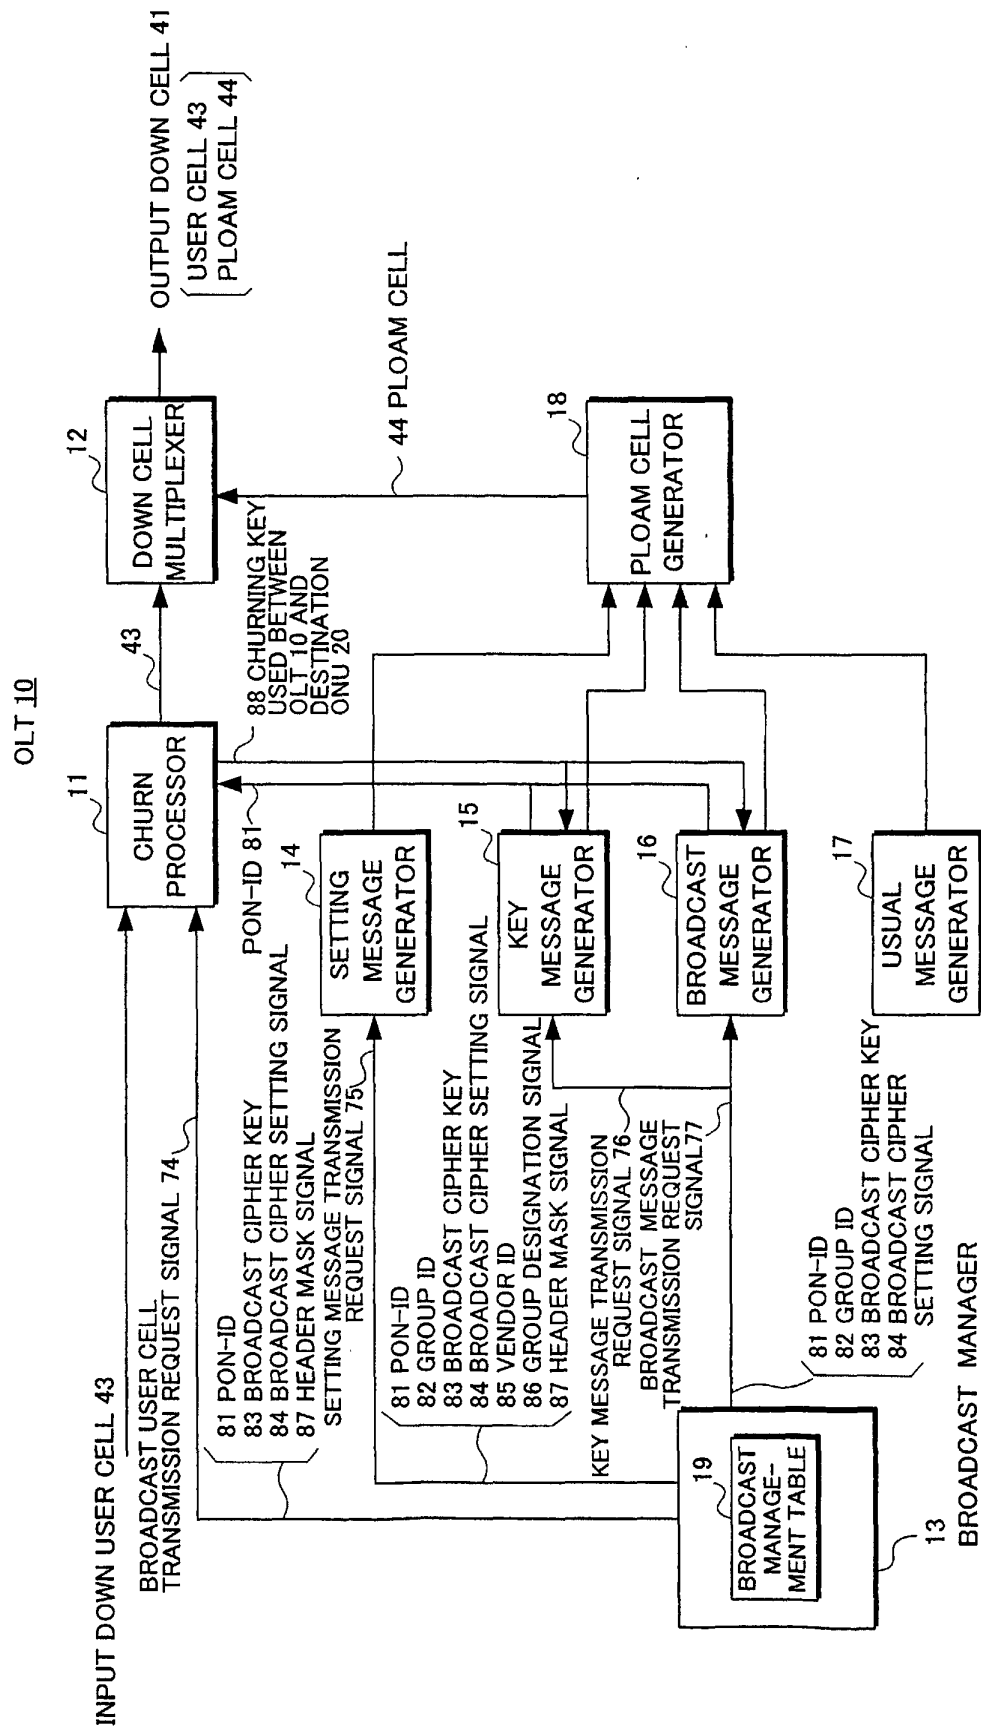 OLT 10
INPUT DOWN USER CELL 43
BROADCAST USER CELL
TRANSMISSION REQUEST SIGNAL 74
11
CHURN
PROCESSOR
43
12
DOWN CELL
MULTIPLEXER
OUTPUT DOWN CELL 41
USER CELL 43
PLOAM CELL 44
81 PON-ID
83 BROADCAST CIPHER KEY
84 BROADCAST CIPHER SETTING SIGNAL
87 HEADER MASK SIGNAL
PON-ID 81
88 CHURNING KEY
USED BETWEEN
OLT 10 AND
DESTINATION
ONU 20
44 PLOAM CELL
SETTING MESSAGE TRANSMISSION
REQUEST SIGNAL 75
14
SETTING
MESSAGE
GENERATOR
81 PON-ID
82 GROUP ID
83 BROADCAST CIPHER KEY
84 BROADCAST CIPHER SETTING SIGNAL
85 VENDOR ID
86 GROUP DESIGNATION SIGNAL
87 HEADER MASK SIGNAL
15
KEY
MESSAGE
GENERATOR
18
PLOAM CELL
GENERATOR
KEY MESSAGE TRANSMISSION
REQUEST SIGNAL 76
BROADCAST MESSAGE
TRANSMISSION REQUEST
SIGNAL77
16
BROADCAST
MESSAGE
GENERATOR
19
BROADCAST
MANAGE-
MENT TABLE
13
BROADCAST MANAGER
81 PON-ID
82 GROUP ID
83 BROADCAST CIPHER KEY
84 BROADCAST CIPHER
SETTING SIGNAL
17
USUAL
MESSAGE
GENERATOR